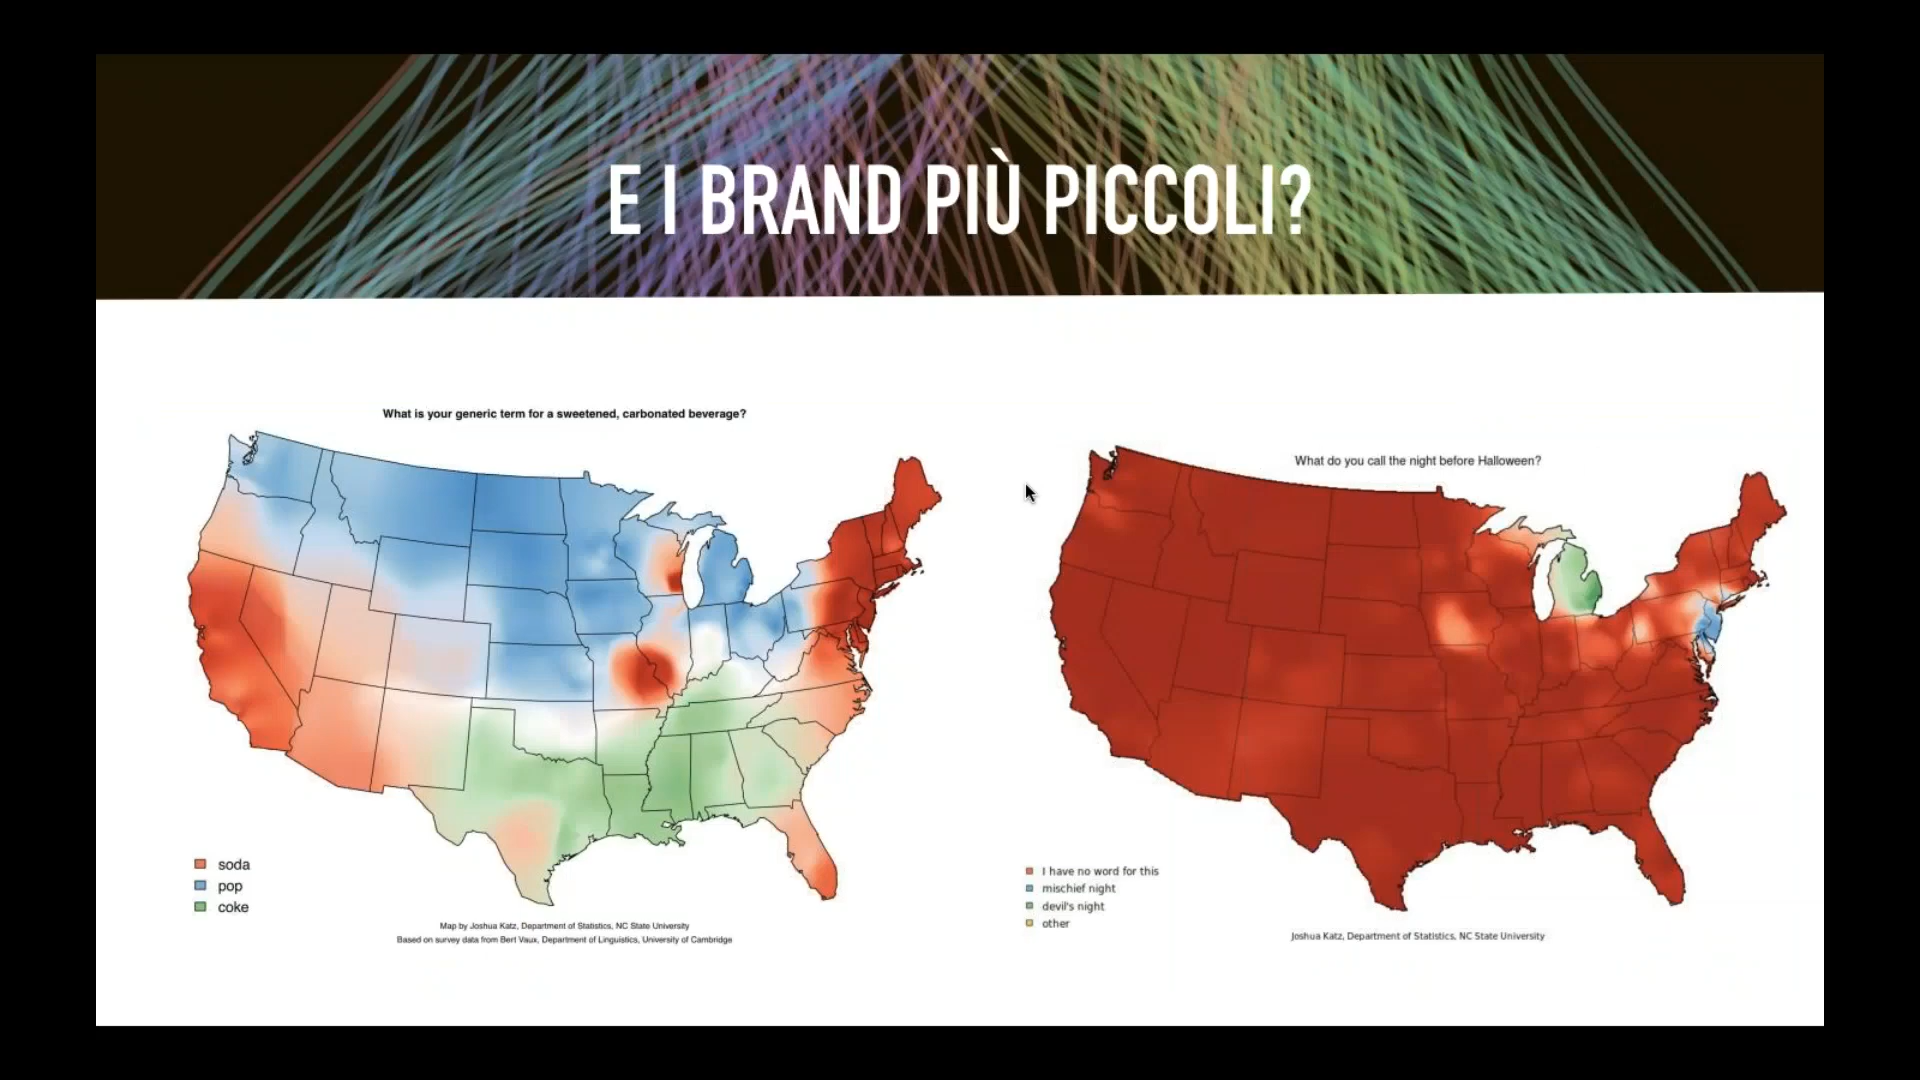 E I BRAND PIÙ PICCOLI?
What is your generic term for a sweetened, carbonated beverage?
soda
pop
coke
Map by Joshua Katz, Department of Statistics, NC State University
Based on survey data from Bert Vaux, Department of Linguistics, University of Cambridge
What do you call the night before Halloween?
I have no word for this
mischief night
devil's night
other
Joshua Katz, Department of Statistics, NC State University